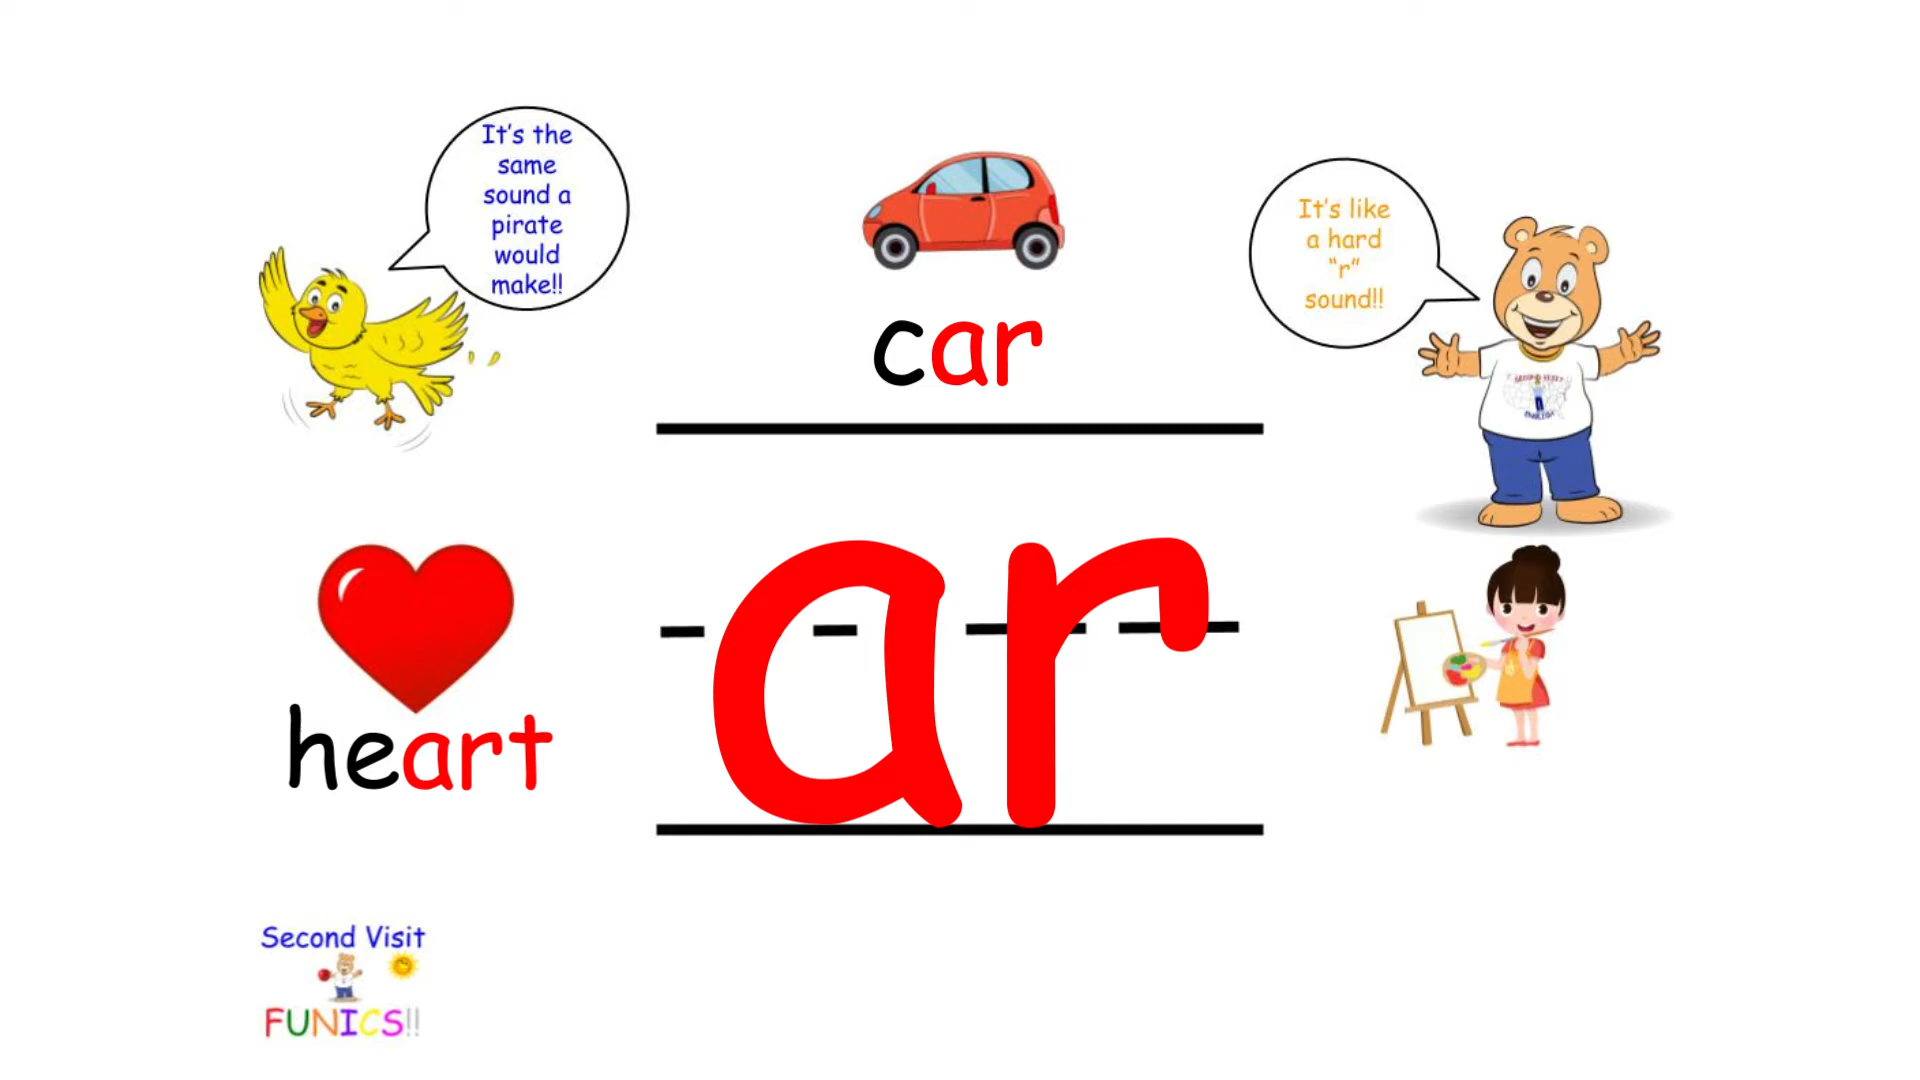 It's the
same
sound a
pirate
would
make!!
It's like
a hard
"r"
sound!!
car
heart
ar
Second Visit
FUNICS!!